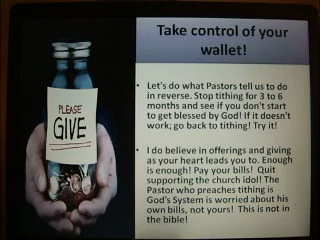 Take control of your
wallet!
PLEASE
GIVE
• Let's do what Pastors tell us to do
in reverse. Stop tithing for 3 to 6
months and see if you don't start
to get blessed by God! If it doesn't
work; go back to tithing! Try it!
• I do believe in offerings and giving
as your heart leads you to. Enough
is enough! Pay your bills! Quit
supporting the church idol! The
Pastor who preaches tithing is
God's System is worried about his
own bills, not yours! This is not in
the bible!